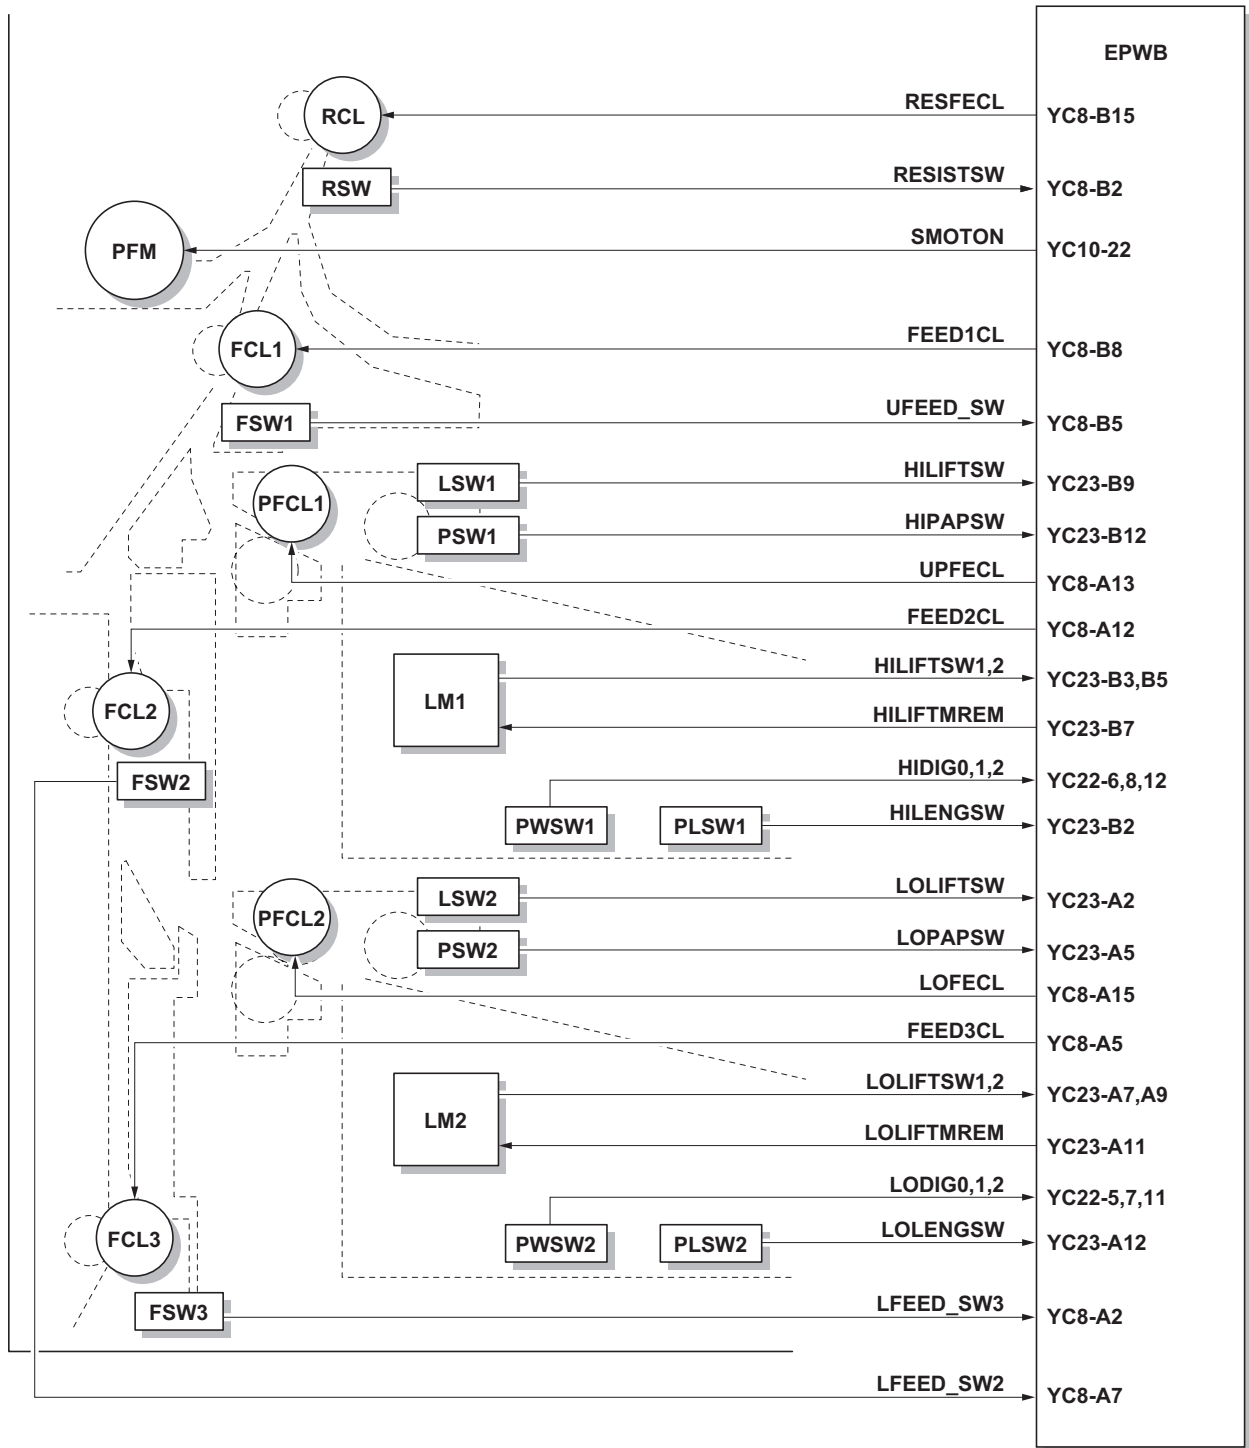 EPWB
RCL
RESFECL
YC8-B15
RSW
RESISTSW
YC8-B2
PFM
SMOTON
YC10-22
FCL1
FEED1CL
YC8-B8
FSW1
UFEED_SW
YC8-B5
LSW1
HILIFTSW
YC23-B9
PFCL1
PSW1
HIPAPSW
YC23-B12
UPFECL
YC8-A13
FEED2CL
YC8-A12
HILIFTSW1,2
YC23-B3,B5
LM1
FCL2
HILIFTMREM
YC23-B7
FSW2
HIDIG0,1,2
YC22-6,8,12
PWSW1
PLSW1
HILENGSW
YC23-B2
LSW2
LOLIFTSW
YC23-A2
PFCL2
PSW2
LOPAPSW
YC23-A5
LOFECL
YC8-A15
FEED3CL
YC8-A5
LOLIFTSW1,2
YC23-A7,A9
LM2
LOLIFTMREM
YC23-A11
LODIG0,1,2
YC22-5,7,11
FCL3
PWSW2
PLSW2
LOLENGSW
YC23-A12
FSW3
LFEED_SW3
YC8-A2
LFEED_SW2
YC8-A7